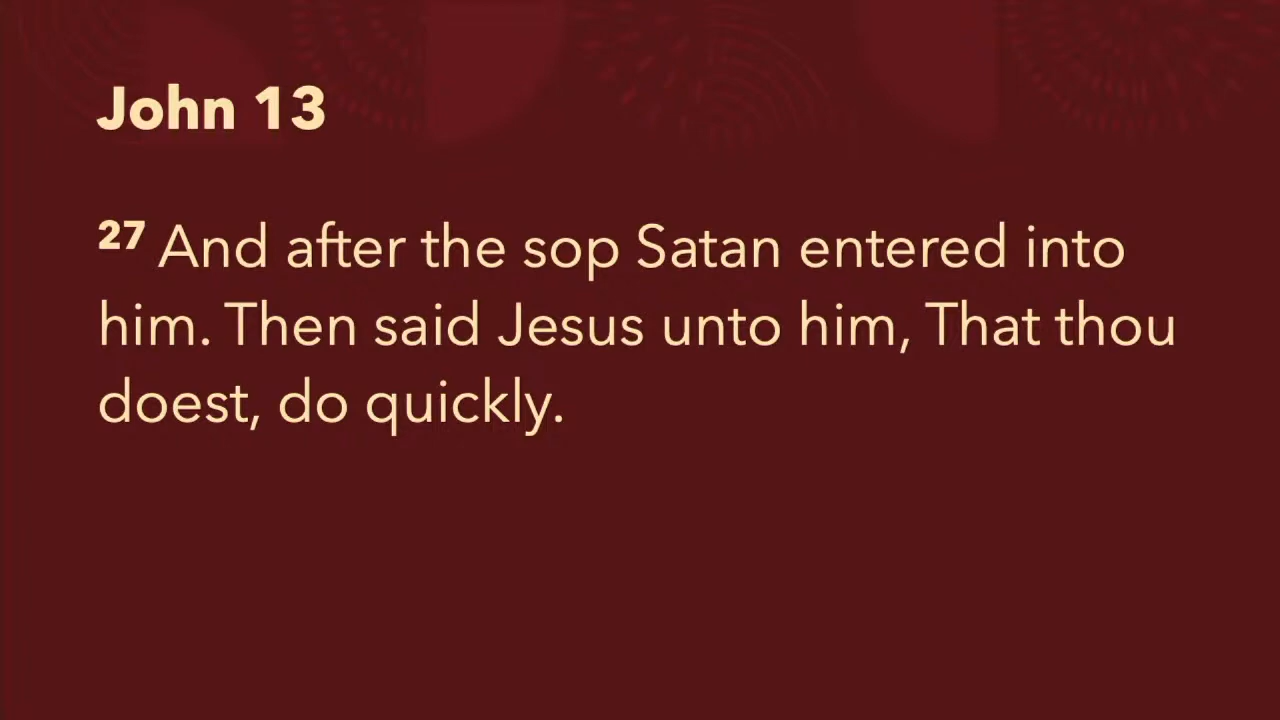 John 13
27 And after the sop Satan entered into
him. Then said Jesus unto him, That thou
doest, do quickly.